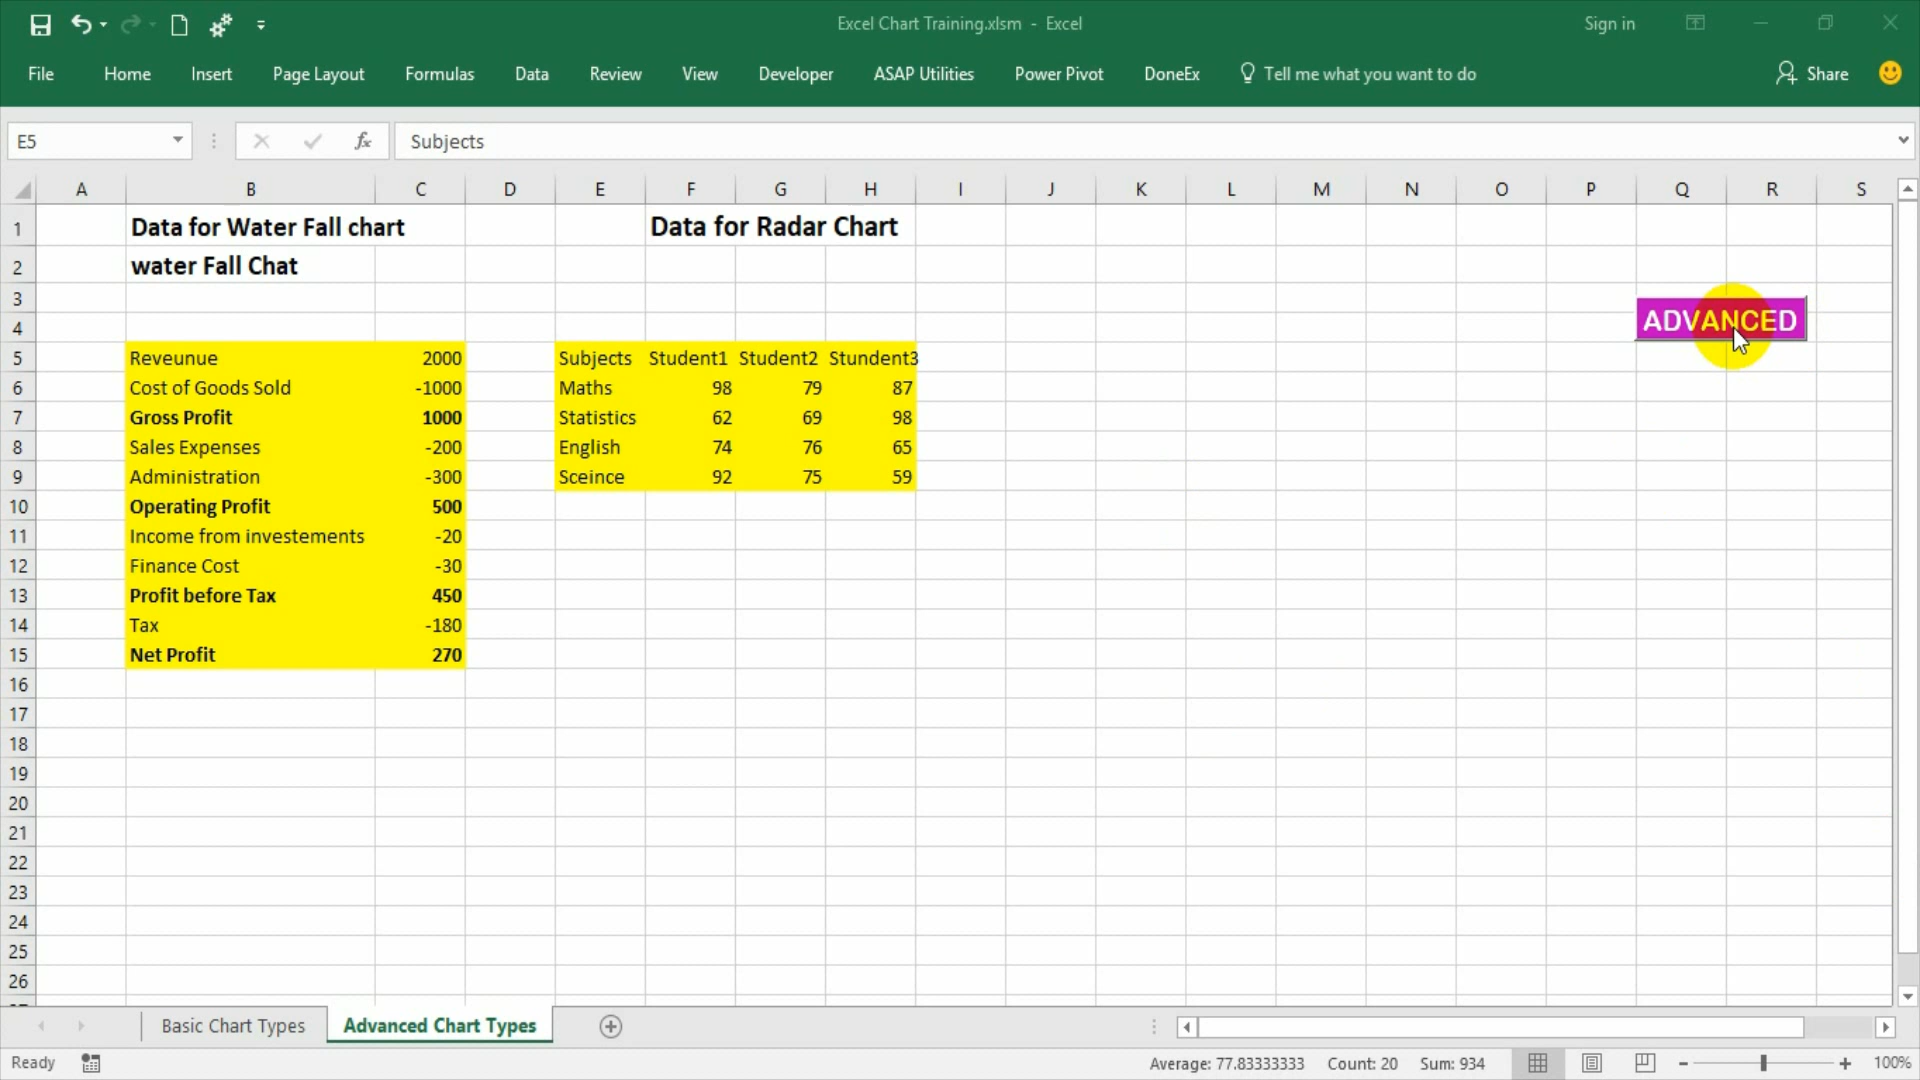 Excel Chart Training.xlsm - Excel
Sign in
File Home Insert Page Layout Formulas Data Review View Developer ASAP Utilities Power Pivot DoneEx Tell me what you want to do Share
E5 fx Subjects
A B C D E F G H I J K L M N O P Q R S
1 Data for Water Fall chart Data for Radar Chart
2 water Fall Chat
3
ADVANCED
4
5 Reveunue 2000 Subjects Student1 Student2 Stundent3
6 Cost of Goods Sold -1000 Maths 98 79 87
7 Gross Profit 1000 Statistics 62 69 98
8 Sales Expenses -200 English 74 76 65
9 Administration -300 Sceince 92 75 59
10 Operating Profit 500
11 Income from investements -20
12 Finance Cost -30
13 Profit before Tax 450
14 Tax -180
15 Net Profit 270
16
17
18
19
20
21
22
23
24
25
26
Basic Chart Types Advanced Chart Types
Ready Average: 77.83333333 Count: 20 Sum: 934 100%